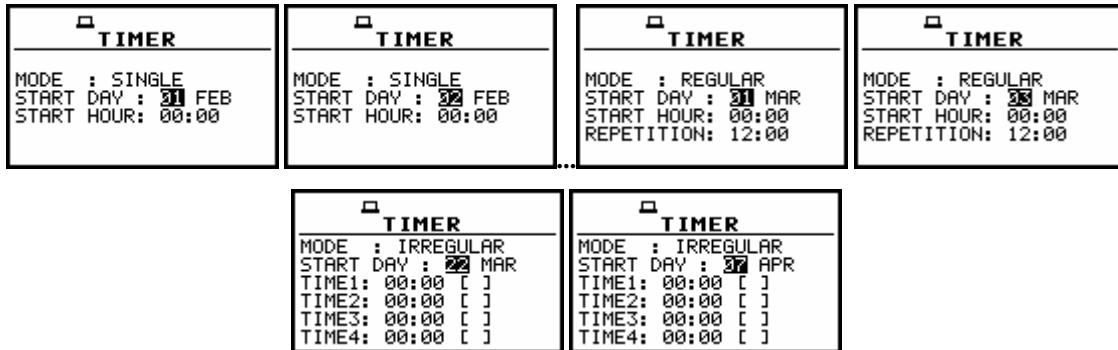 TIMER
MODE : SINGLE
START DAY : 01 FEB
START HOUR: 00:00
TIMER
MODE : SINGLE
START DAY : 02 FEB
START HOUR: 00:00
...
TIMER
MODE : REGULAR
START DAY : 01 MAR
START HOUR: 00:00
REPETITION: 12:00
TIMER
MODE : REGULAR
START DAY : 03 MAR
START HOUR: 00:00
REPETITION: 12:00
TIMER
MODE : IRREGULAR
START DAY : 22 MAR
TIME1: 00:00 [ ]
TIME2: 00:00 [ ]
TIME3: 00:00 [ ]
TIME4: 00:00 [ ]
TIMER
MODE : IRREGULAR
START DAY : 07 APR
TIME1: 00:00 [ ]
TIME2: 00:00 [ ]
TIME3: 00:00 [ ]
TIME4: 00:00 [ ]